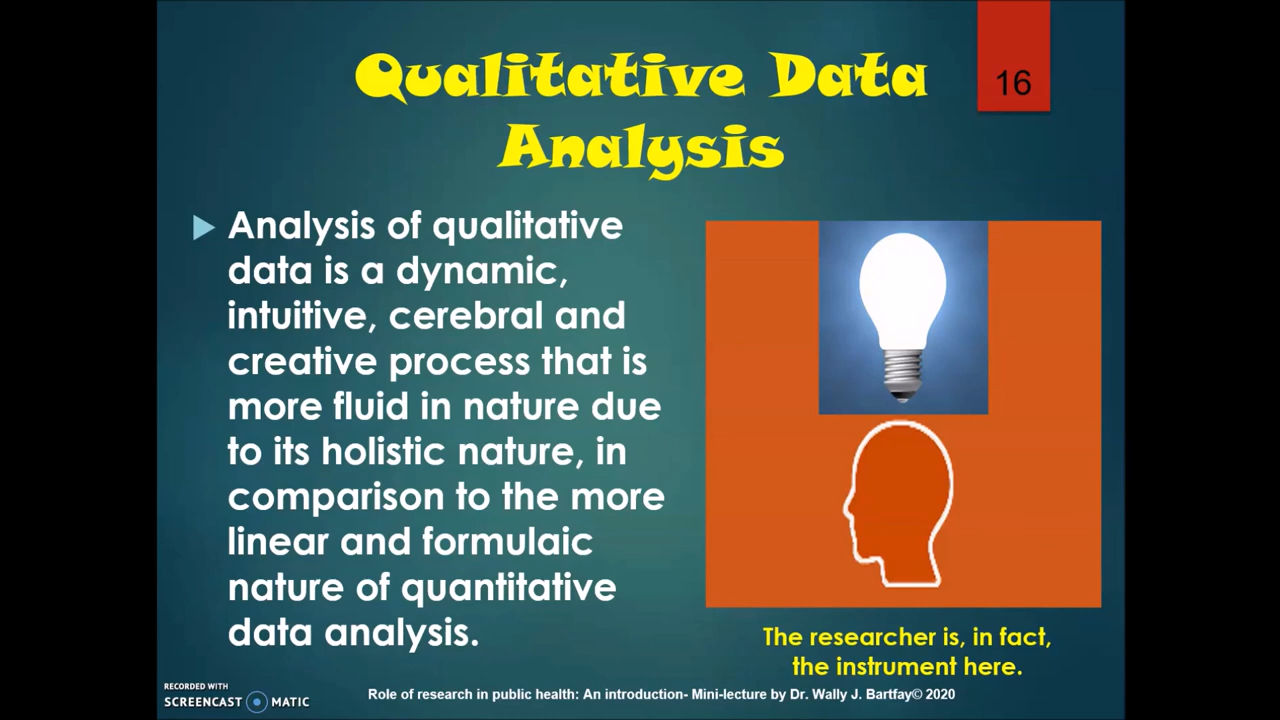 Qualitative Data
Analysis
16
Analysis of qualitative
data is a dynamic,
intuitive, cerebral and
creative process that is
more fluid in nature due
to its holistic nature, in
comparison to the more
linear and formulaic
nature of quantitative
data analysis.
The researcher is, in fact,
the instrument here.
RECORDED WITH
SCREENCAST MATIC
Role of research in public health: An introduction- Mini-lecture by Dr. Wally J. Bartfay© 2020